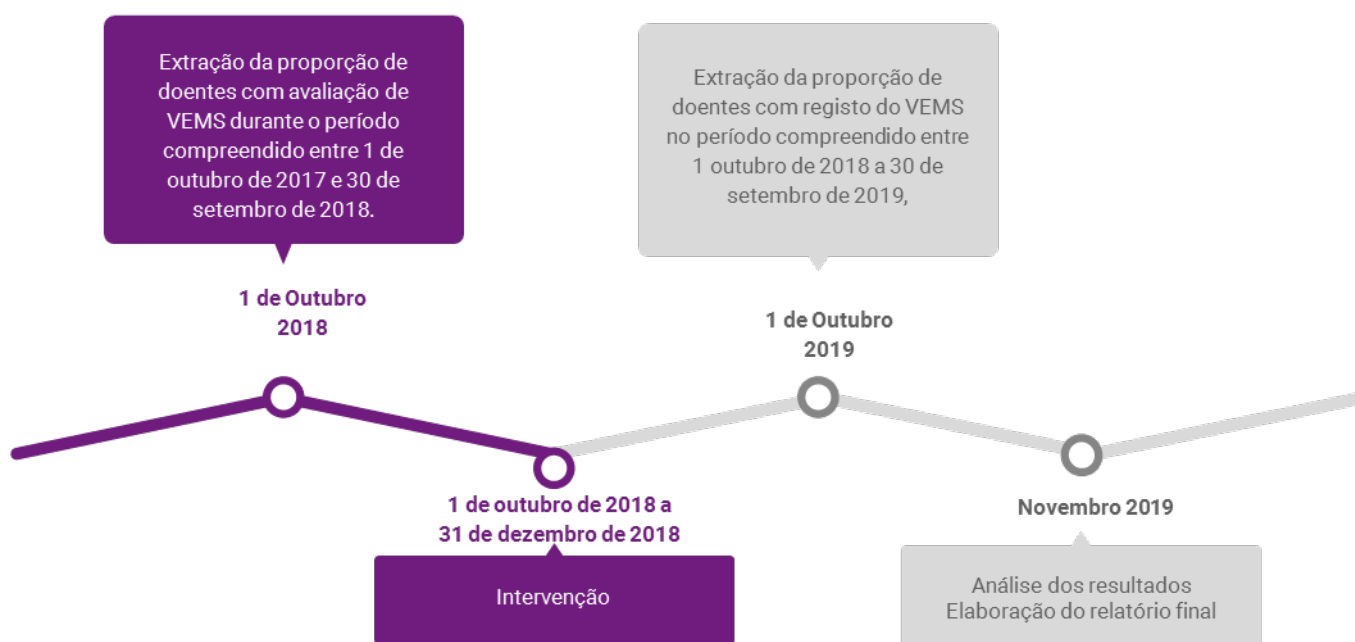 Extração da proporção de
doentes com avaliação de
VEMS durante o período
compreendido entre 1 de
outubro de 2017 e 30 de
setembro de 2018.
1 de Outubro
2018
1 de outubro de 2018 a
31 de dezembro de 2018
Intervenção
Extração da proporção de
doentes com registo do VEMS
no período compreendido entre
1 outubro de 2018 a 30 de
setembro de 2019,
1 de Outubro
2019
Novembro 2019
Análise dos resultados
Elaboração do relatório final